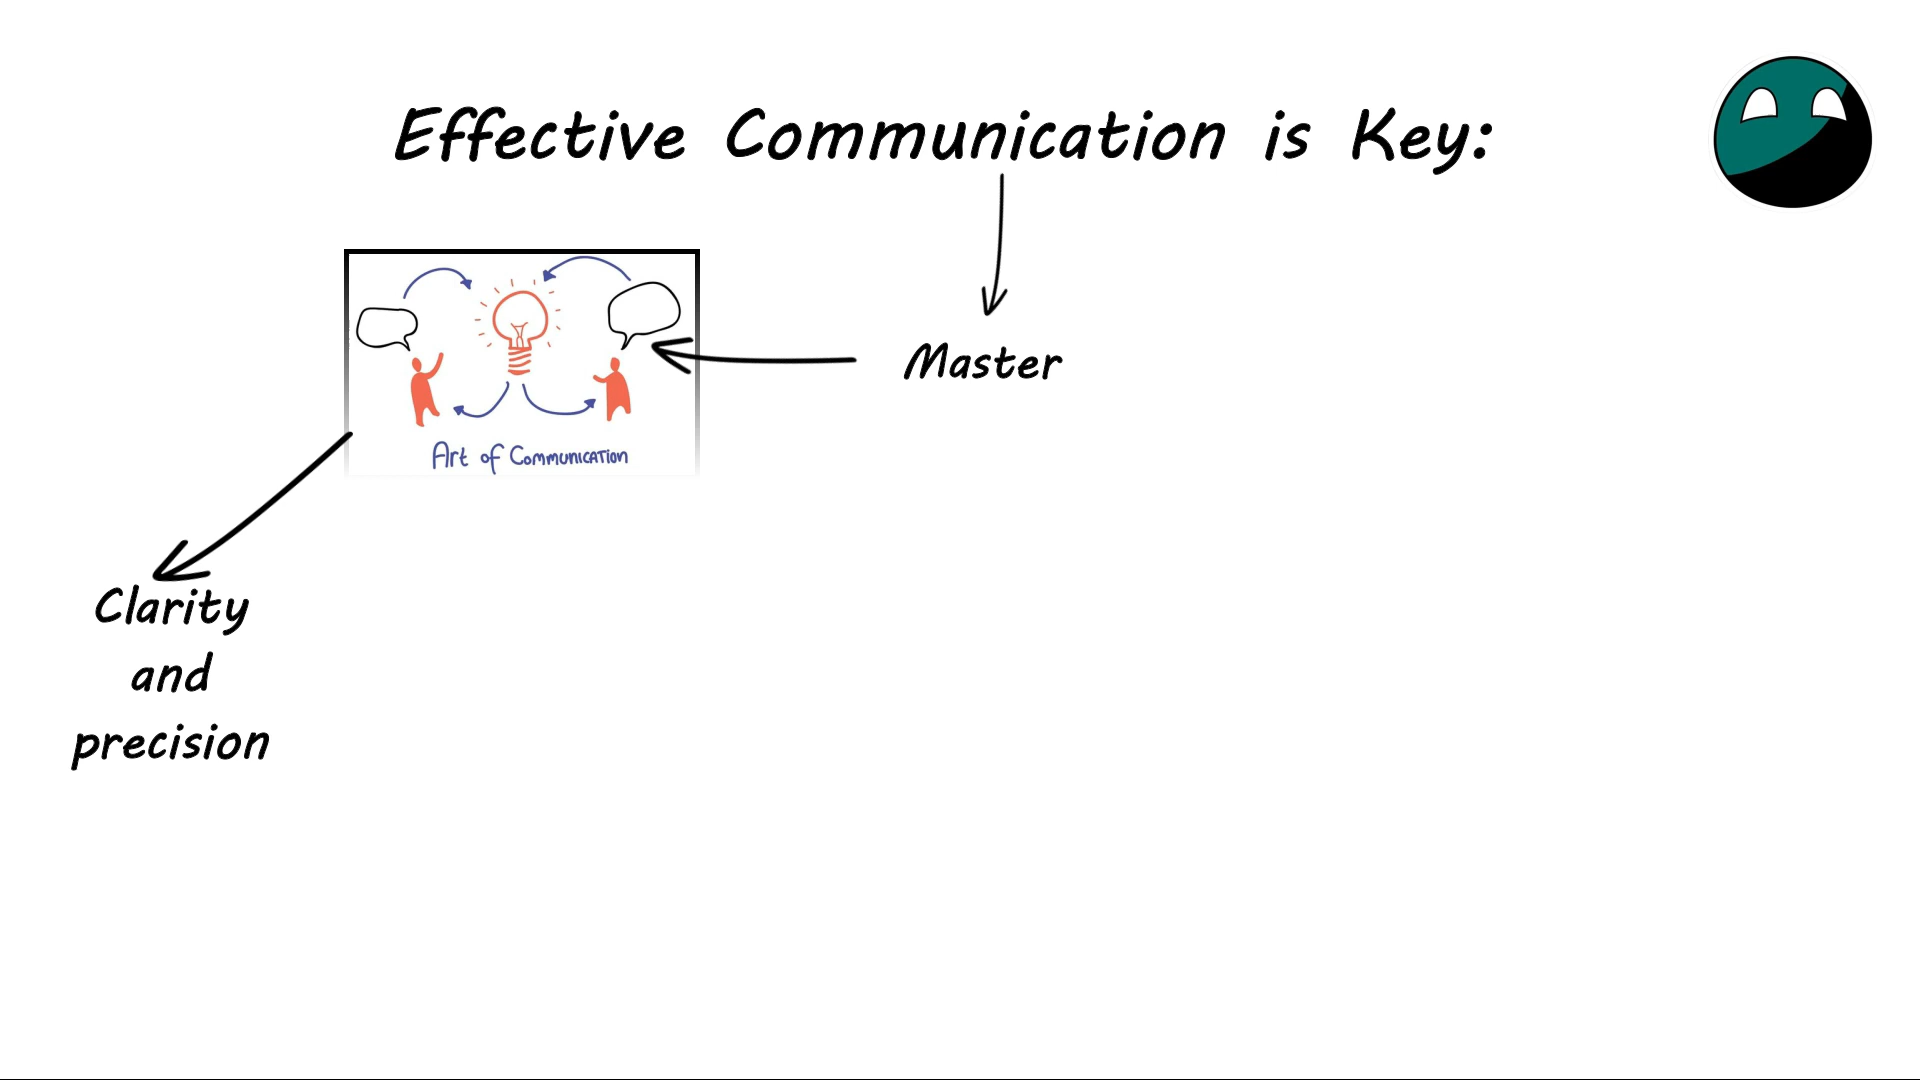 Effective Communication is Key:
Master
Art of Communication
Clarity
and
precision